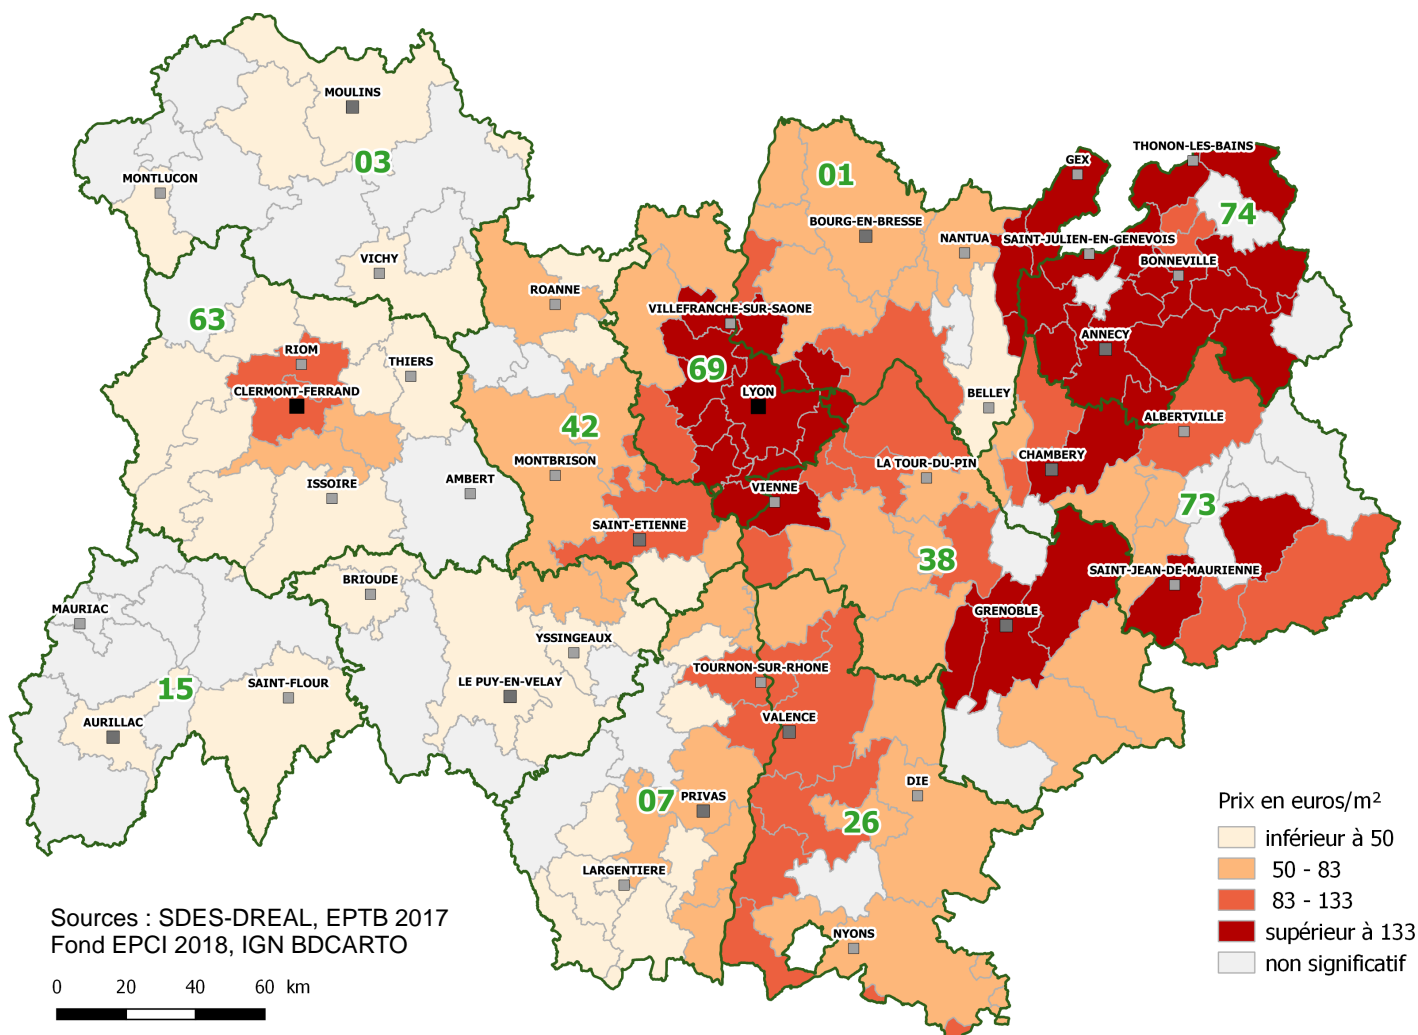 MOULINS
03
MONTLUCON
VICHY
63
RIOM
THIERS
CLERMONT-FERRAND
ISSOIRE
AMBERT
ROANNE
42
MONTBRISON
SAINT-ETIENNE
01
BOURG-EN-BRESSE
NANTUA
VILLEFRANCHE-SUR-SAONE
69
LYON
VIENNE
BELLEY
GEX
THONON-LES-BAINS
74
SAINT-JULIEN-EN-GENEVOIS
BONNEVILLE
ANNECY
ALBERTVILLE
CHAMBERY
73
SAINT-JEAN-DE-MAURIENNE
LA TOUR-DU-PIN
38
GRENOBLE
BRIOUDE
MAURIAC
15
SAINT-FLOUR
AURILLAC
YSSINGEAUX
LE PUY-EN-VELAY
TOURNON-SUR-RHONE
VALENCE
07
PRIVAS
LARGENTIERE
DIE
26
NYONS
Prix en euros/m²
inférieur à 50
50 - 83
83 - 133
supérieur à 133
non significatif
Sources : SDES-DREAL, EPTB 2017
Fond EPCI 2018, IGN BDCARTO
0 20 40 60 km